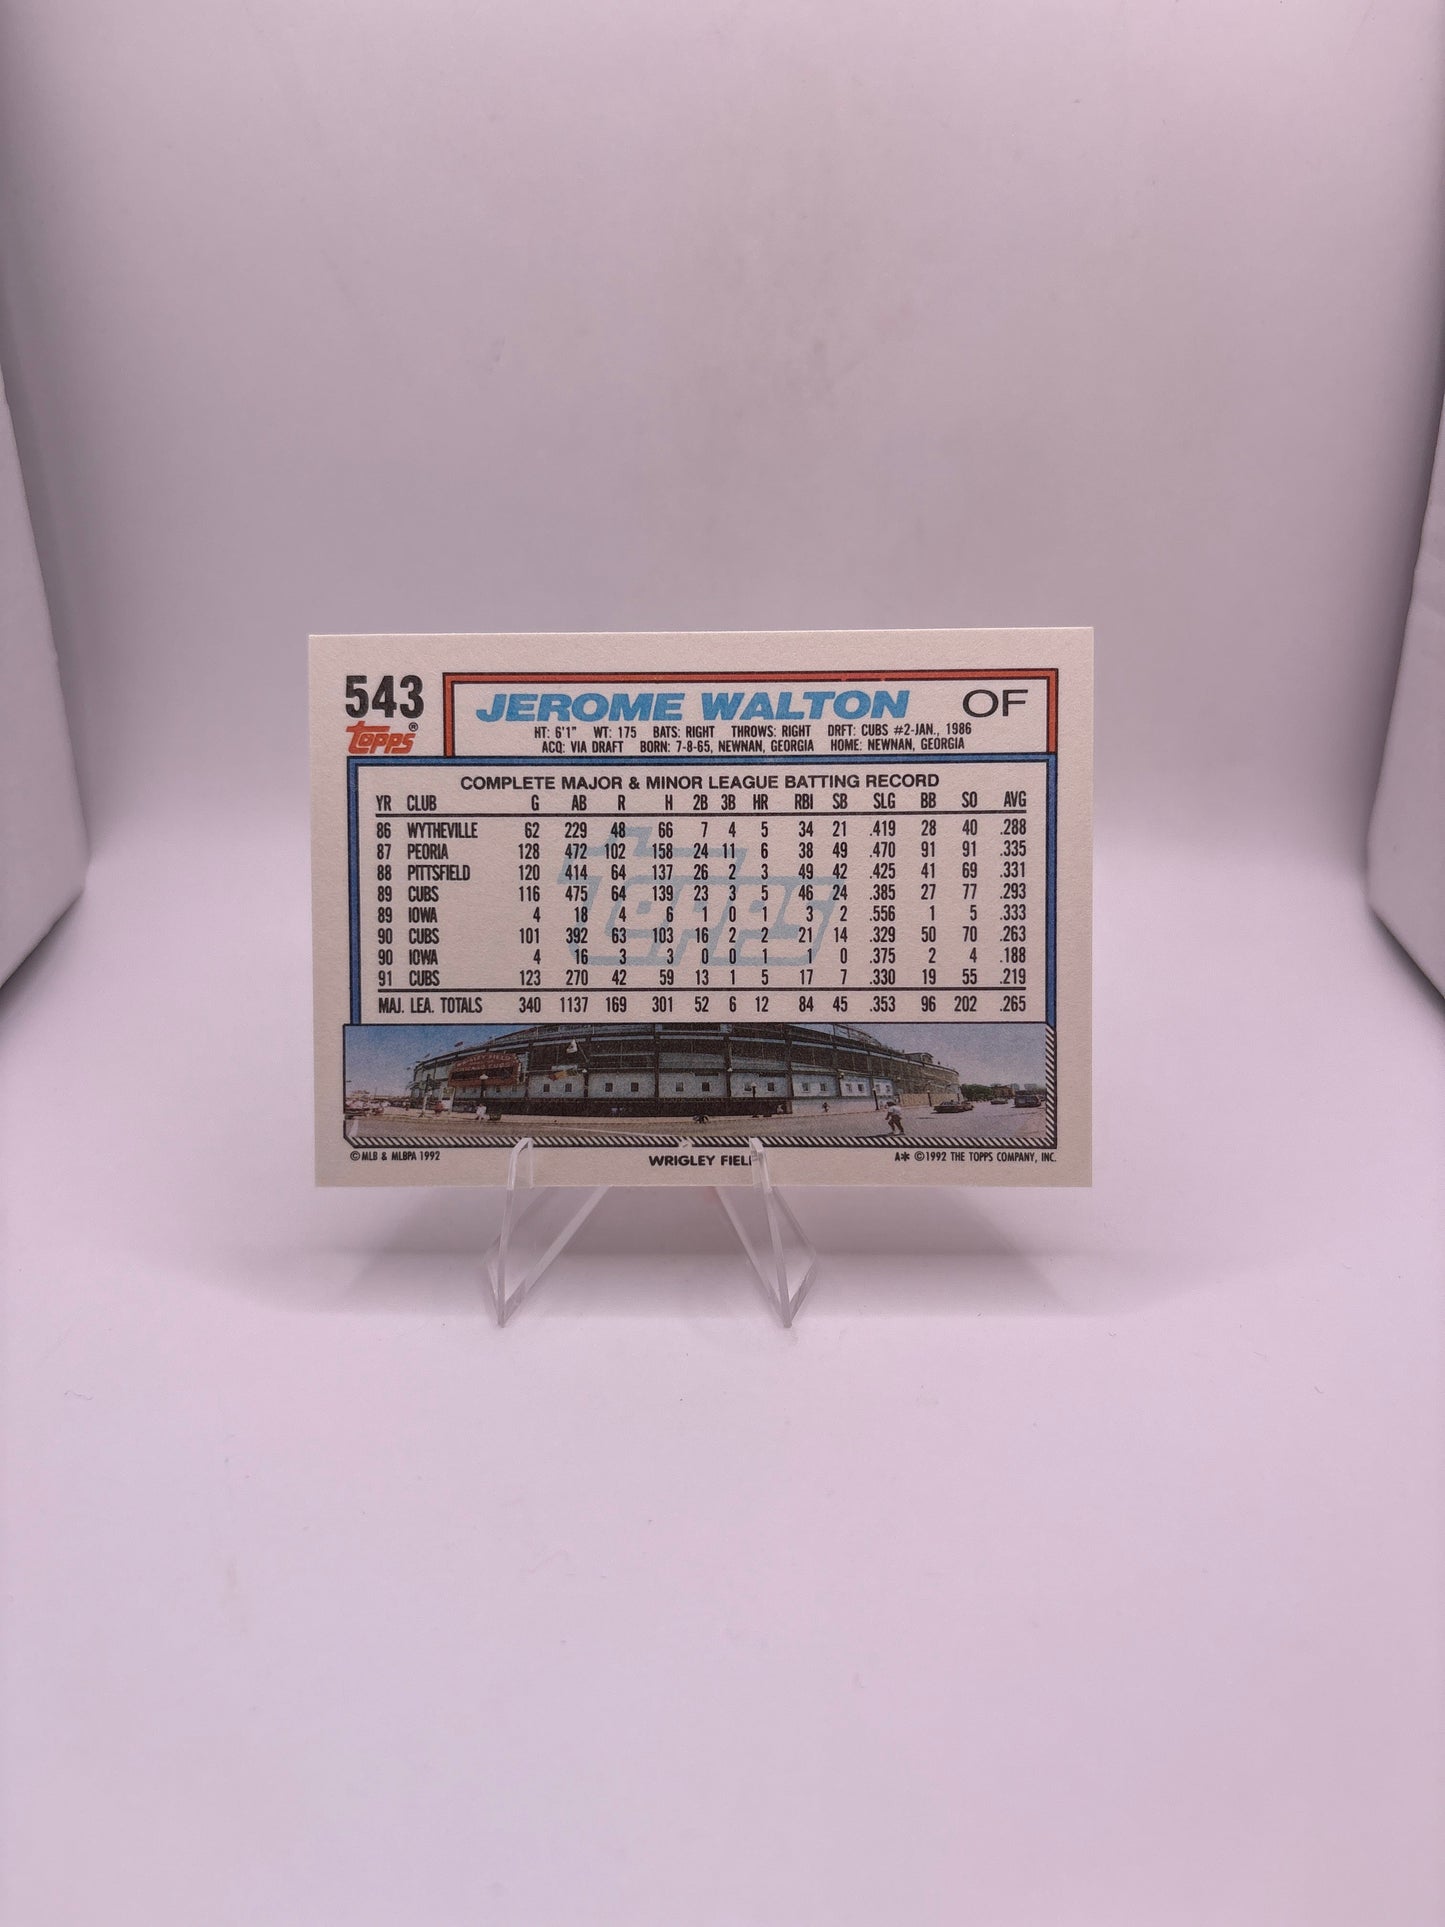 543
Topps®
JEROME WALTON OF
HT: 6'1" WT: 175 BATS: RIGHT THROWS: RIGHT DRFT: CUBS #2-JAN., 1986
ACQ: VIA DRAFT BORN: 7-8-65, NEWNAN, GEORGIA HOME: NEWNAN, GEORGIA
COMPLETE MAJOR & MINOR LEAGUE BATTING RECORD
YR CLUB G AB R H 2B 3B HR RBI SB SLG BB SO AVG
86 WYTHEVILLE 62 229 48 66 7 4 5 34 21 .419 28 40 .288
87 PEORIA 128 472 102 158 24 11 6 38 49 .470 91 91 .335
88 PITTSFIELD 120 414 64 137 26 2 3 49 42 .425 41 69 .331
89 CUBS 116 475 64 139 23 3 5 46 24 .385 27 77 .293
89 IOWA 4 18 4 6 1 0 1 3 2 .556 1 5 .333
90 CUBS 101 392 63 103 16 2 2 21 14 .329 50 70 .263
90 IOWA 4 16 3 3 0 0 1 1 0 .375 2 4 .188
91 CUBS 123 270 42 59 13 1 5 17 7 .330 19 55 .219
MAJ. LEA. TOTALS 340 1137 169 301 52 6 12 84 45 .353 96 202 .265
Topps
WRIGLEY FIELD
© MLB & MLBPA 1992 WRIGLEY FIEL A* © 1992 THE TOPPS COMPANY, INC.